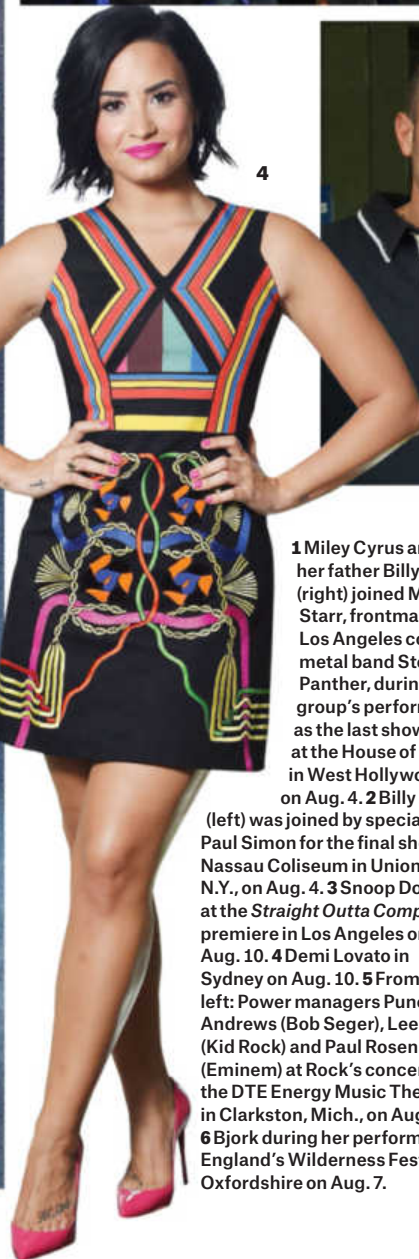 4
1 Miley Cyrus an
her father Billy
(right) joined M
Starr, frontma
Los Angeles co
metal band Ste
Panther, durin
group's perform
as the last show
at the House of
in West Hollywo
on Aug. 4. 2 Billy
(left) was joined by specia
Paul Simon for the final sh
Nassau Coliseum in Union
N.Y., on Aug. 4. 3 Snoop Do
at the Straight Outta Comp
premiere in Los Angeles o
Aug. 10. 4 Demi Lovato in
Sydney on Aug. 10. 5 From
left: Power managers Punc
Andrews (Bob Seger), Lee
(Kid Rock) and Paul Rosen
(Eminem) at Rock's concer
the DTE Energy Music The
in Clarkston, Mich., on Aug
6 Bjork during her perform
England's Wilderness Fest
Oxfordshire on Aug. 7.